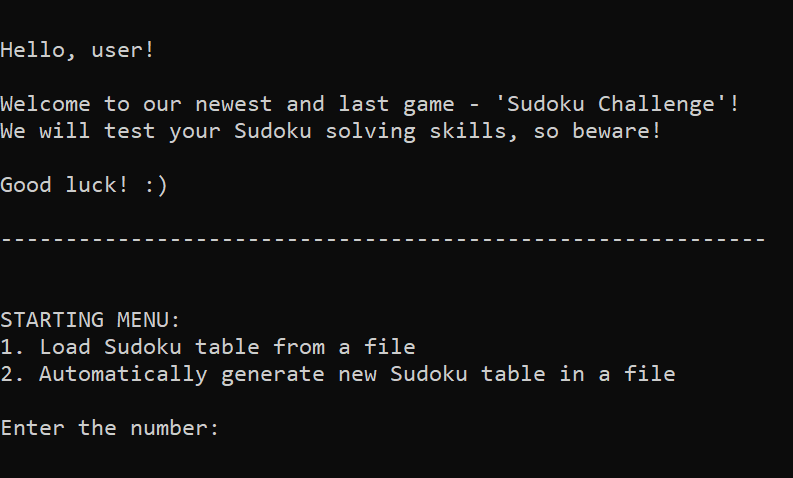 Hello, user!
Welcome to our newest and last game - 'Sudoku Challenge'!
We will test your Sudoku solving skills, so beware!
Good luck! :)
-----------------------------------------------------------
STARTING MENU:
1. Load Sudoku table from a file
2. Automatically generate new Sudoku table in a file
Enter the number: